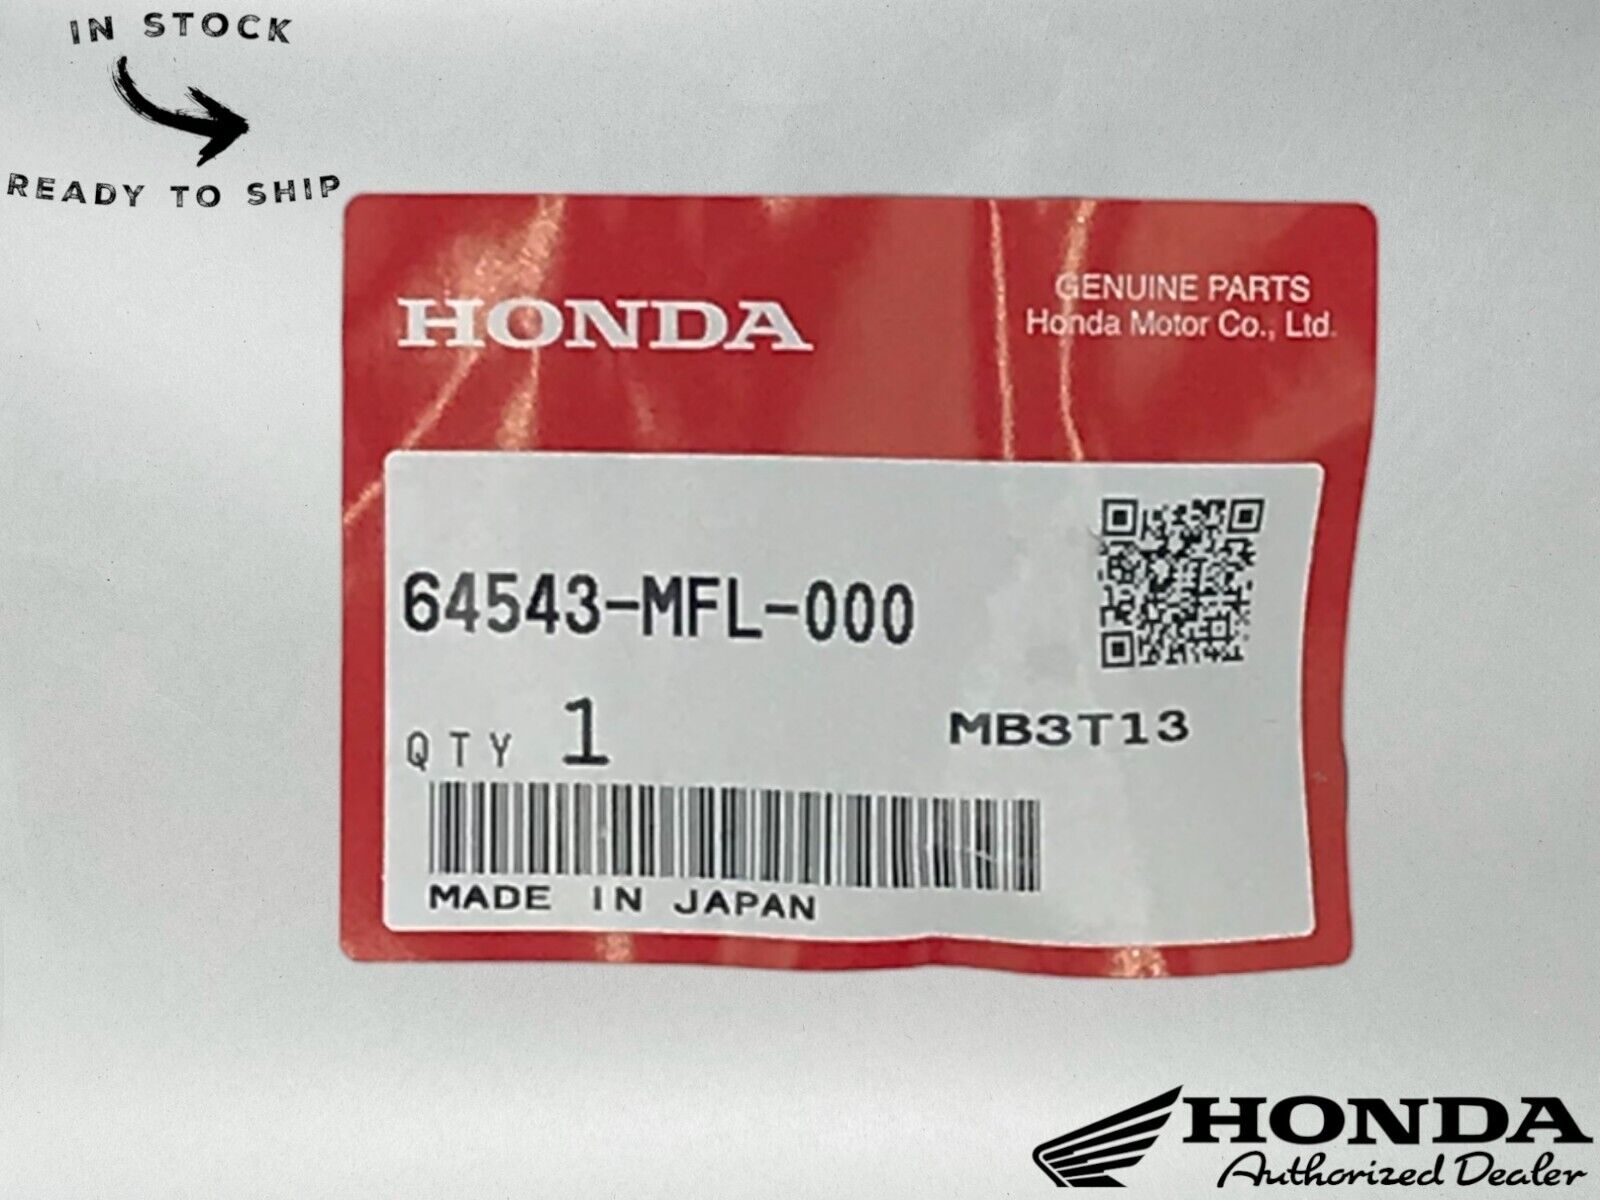 IN STOCK
READY TO SHIP
HONDA
GENUINE PARTS
Honda Motor Co., Ltd.
64543-MFL-000
QTY 1
MB3T13
MADE IN JAPAN
HONDA
Authorized Dealer